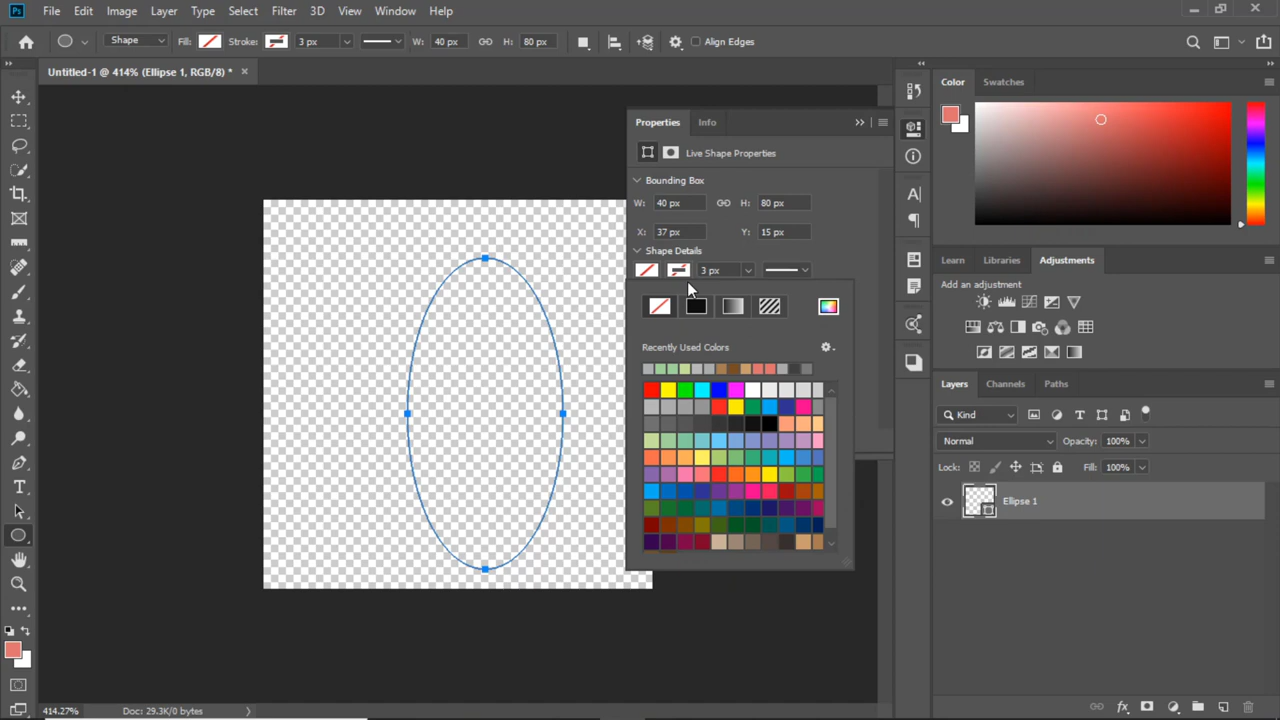 Ps File Edit Image Layer Type Select Filter 3D View Window Help
Shape Fill: Stroke: 3 px W: 40 px H: 80 px Align Edges
Untitled-1 @ 414% (Ellipse 1, RGB/8) *
Properties Info
Live Shape Properties
Bounding Box
W: 40 px H: 80 px
X: 37 px Y: 15 px
Shape Details
3 px
Recently Used Colors
Color Swatches
Learn Libraries Adjustments
Add an adjustment
Layers Channels Paths
Kind
Normal Opacity: 100%
Lock: Fill: 100%
Ellipse 1
414.27% Doc: 29.3K/0 bytes